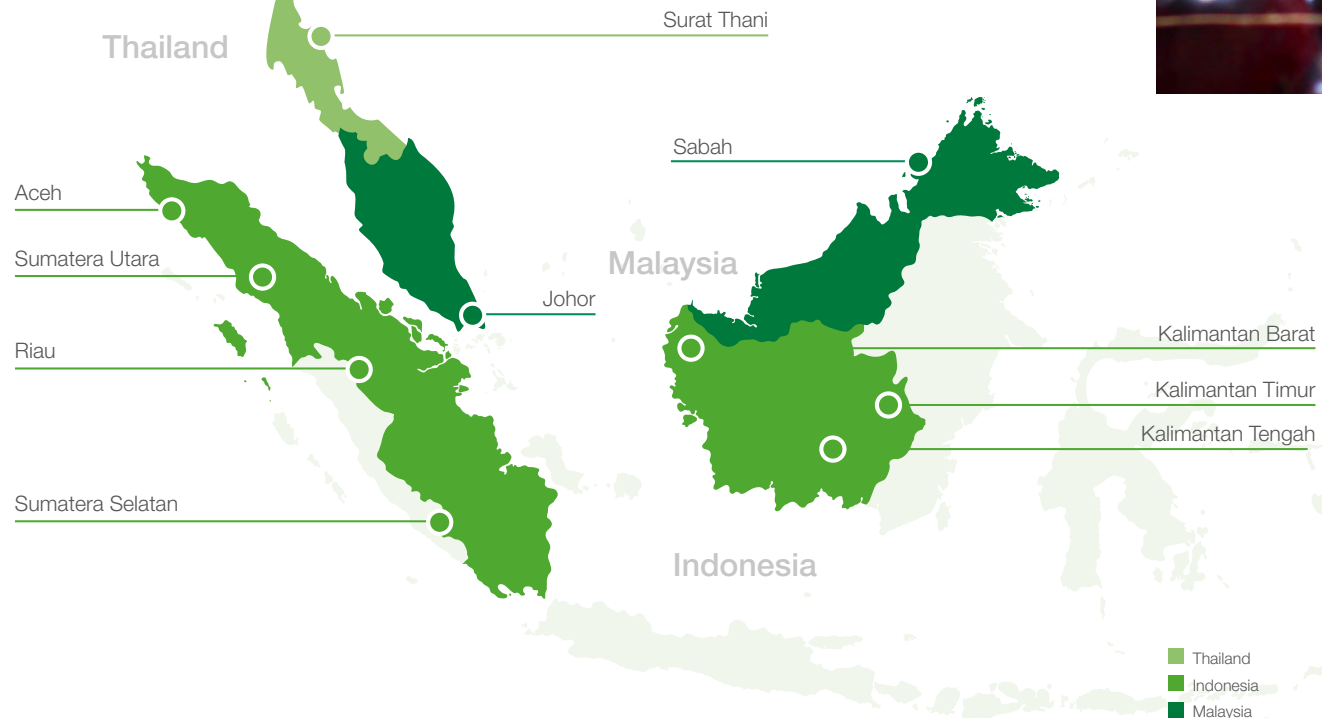 Surat Thani
Thailand
Sabah
Aceh
Sumatera Utara
Malaysia
Johor
Kalimantan Barat
Riau
Kalimantan Timur
Kalimantan Tengah
Sumatera Selatan
Indonesia
Thailand
Indonesia
Malaysia